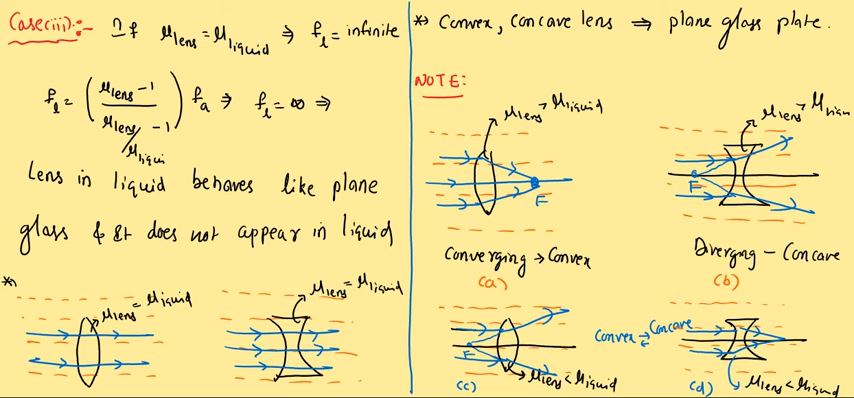 Case(iii):- If μlens = μliquid ⇒ fℓ = infinite
fℓ = (μlens - 1 / μlens/μliqui - 1) fa ⇒ fℓ = ∞ ⇒
Lens in liquid behaves like plane
glass & It does not appear in liquid
*)
μlens = μliquid
μlens = μliquid
*) Convex, concave lens ⇒ plane glass plate.
NOTE:
μlens > μliquid
F
Converging → Convex
(a)
μlens > μliqui
F
Diverging - Concave
(b)
F
μlens < μliquid
(c)
Convex → Concave
μlens < μliquid
(d)